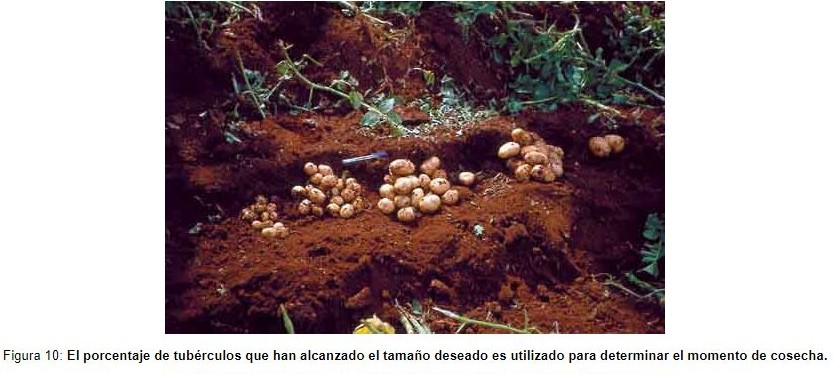 Figura 10: El porcentaje de tubérculos que han alcanzado el tamaño deseado es utilizado para determinar el momento de cosecha.